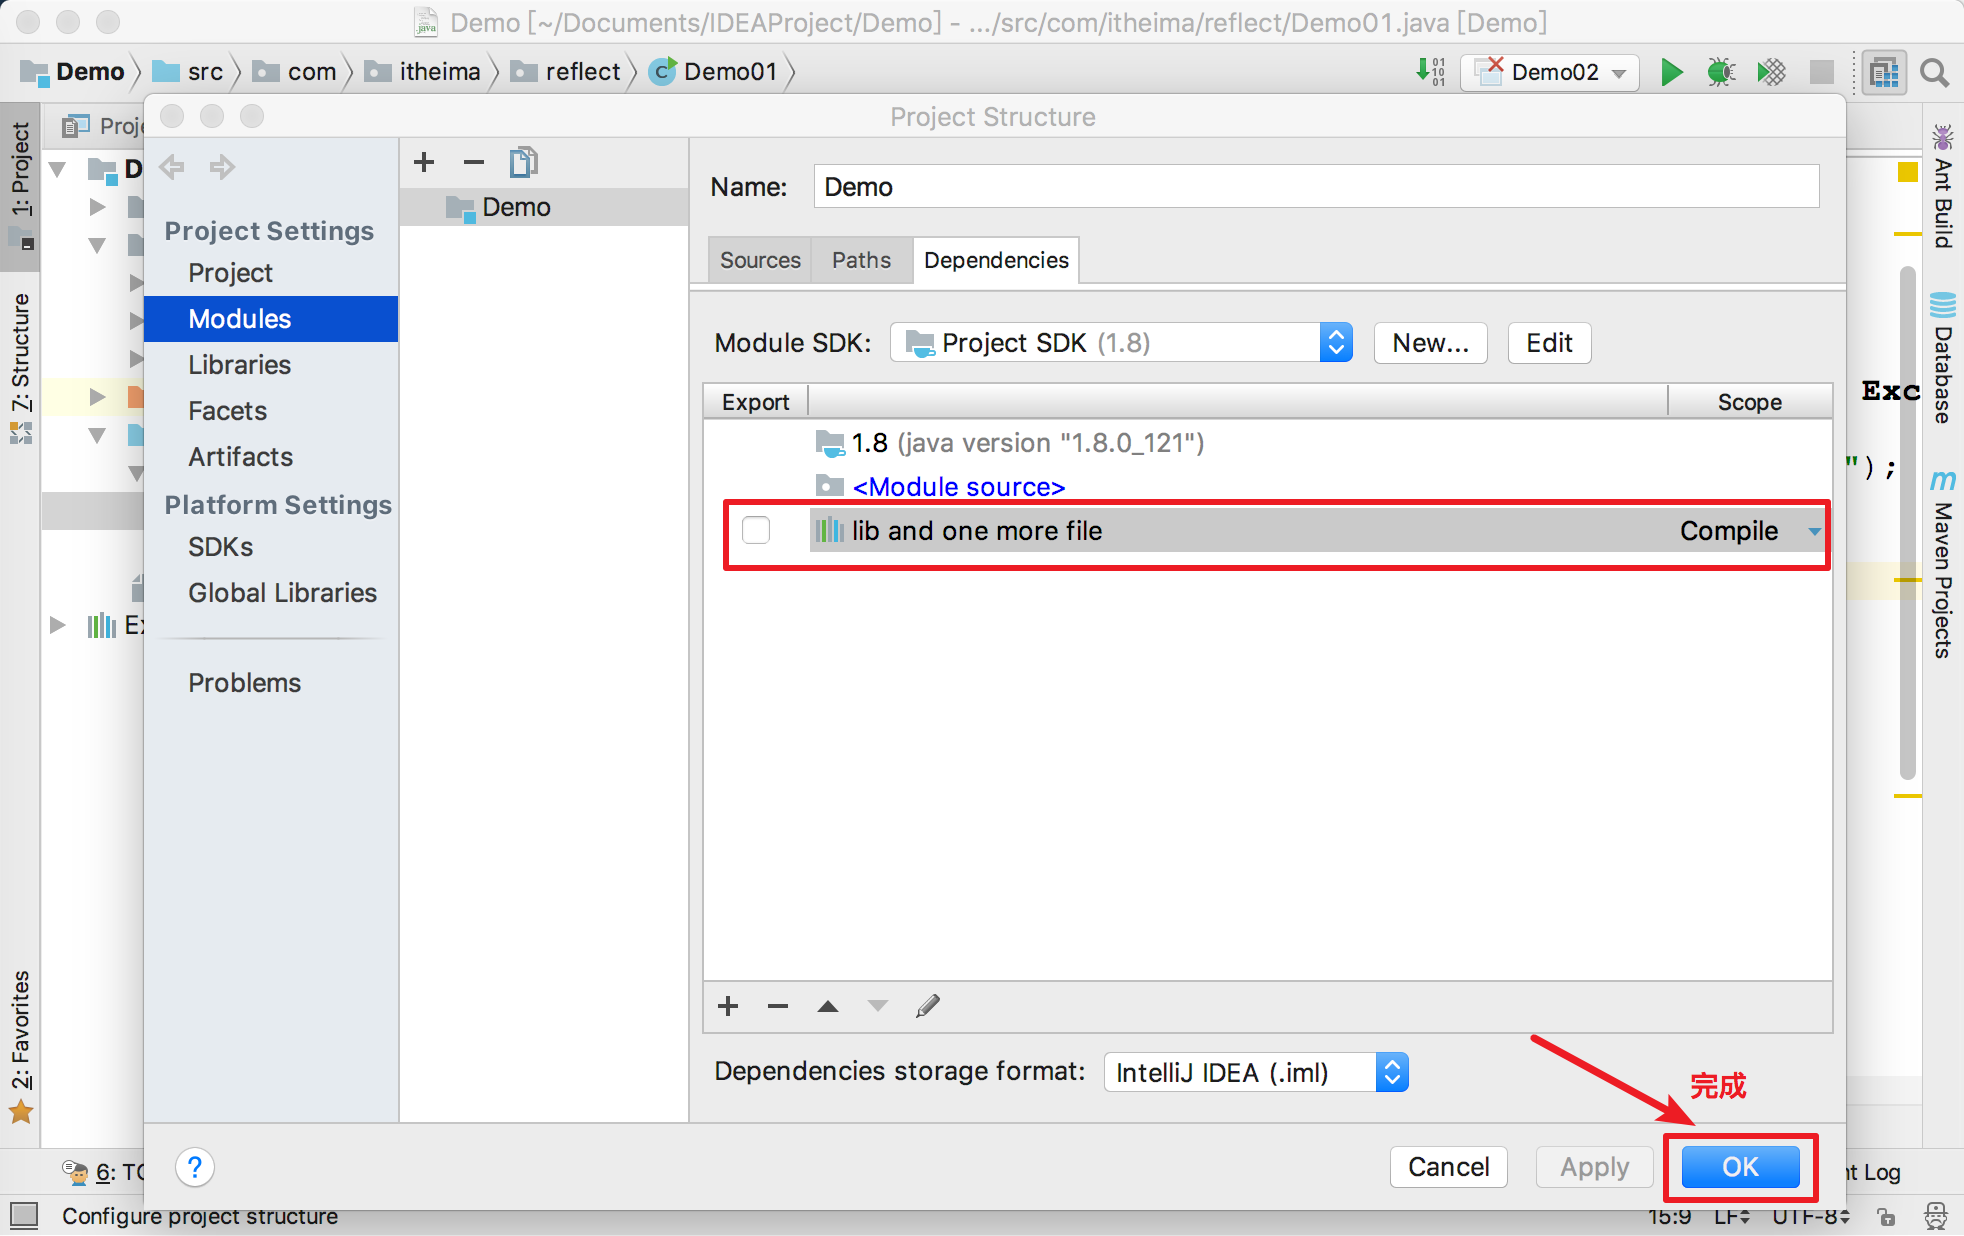 Demo [~/Documents/IDEAProject/Demo] - .../src/com/itheima/reflect/Demo01.java [Demo]
Demo src com itheima reflect Demo01 Demo02
Project Structure
1: Project
7: Structure
2: Favorites
Project Settings
Project
Modules
Libraries
Facets
Artifacts
Platform Settings
SDKs
Global Libraries
Problems
Demo
Name: Demo
Sources Paths Dependencies
Module SDK: Project SDK (1.8) New... Edit
Export Scope
1.8 (java version "1.8.0_121")
<Module source>
lib and one more file Compile
Dependencies storage format: IntelliJ IDEA (.iml)
完成
? Cancel Apply OK
Ant Build
Database
Maven Projects
Exc
");
6: TO
nt Log
Configure project structure
15:9 LF UTF-8